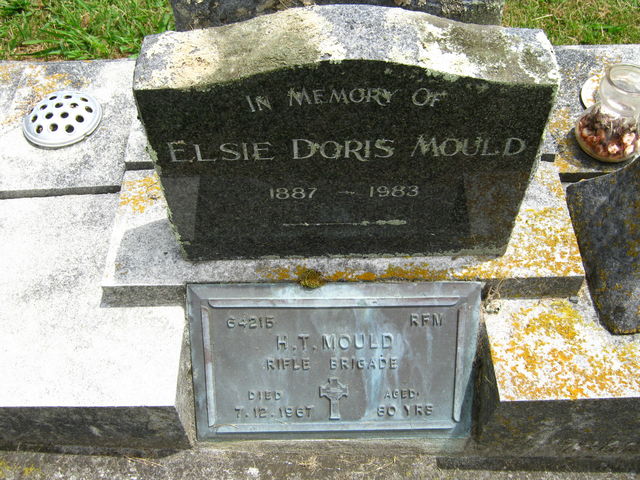 In Memory Of
Elsie Doris Mould
1887 – 1983
64215 RFM
H.T. MOULD
RIFLE BRIGADE
DIED AGED
7.12.1967 80 YRS